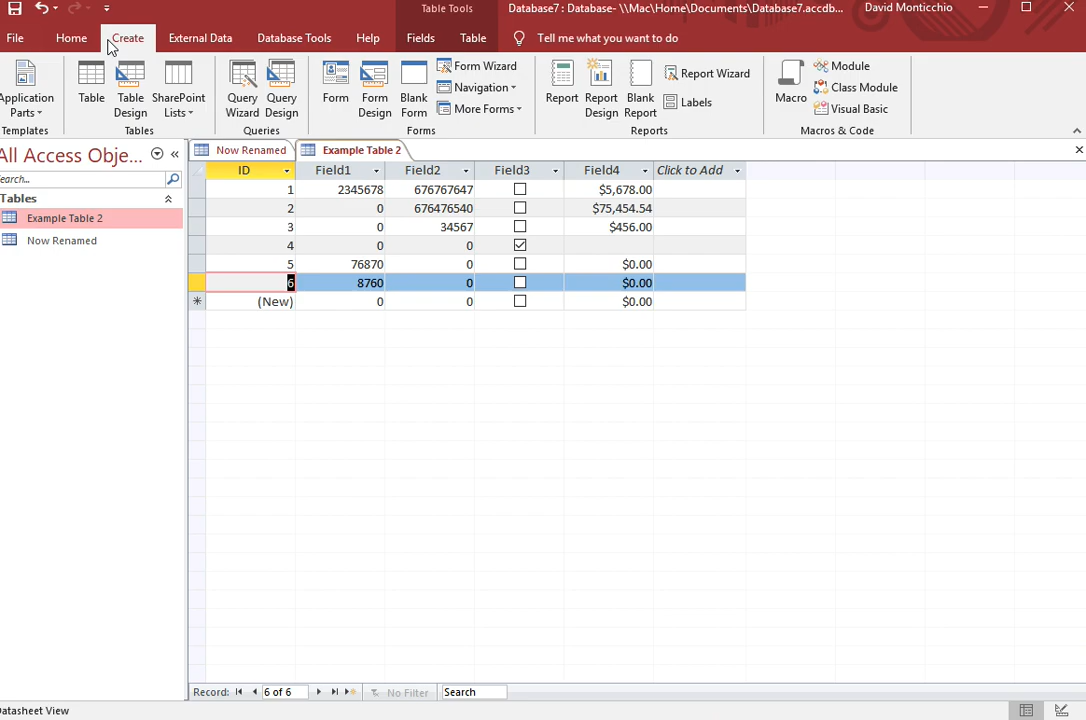 Table Tools
Database7 : Database- \\Mac\Home\Documents\Database7.accdb...
David Monticchio
File
Home
Create
External Data
Database Tools
Help
Fields
Table
Tell me what you want to do
Application Parts
Templates
Table
Table Design
SharePoint Lists
Tables
Query Wizard
Query Design
Queries
Form
Form Design
Blank Form
Form Wizard
Navigation
More Forms
Forms
Report
Report Design
Blank Report
Report Wizard
Labels
Reports
Macro
Module
Class Module
Visual Basic
Macros & Code
All Access Obje...
earch...
Tables
Example Table 2
Now Renamed
Now Renamed
Example Table 2
ID Field1 Field2 Field3 Field4 Click to Add
1 2345678 676767647 $5,678.00
2 0 676476540 $75,454.54
3 0 34567 $456.00
4 0 0
5 76870 0 $0.00
6 8760 0 $0.00
* (New) 0 0 $0.00
Record: 6 of 6 No Filter Search
atasheet View